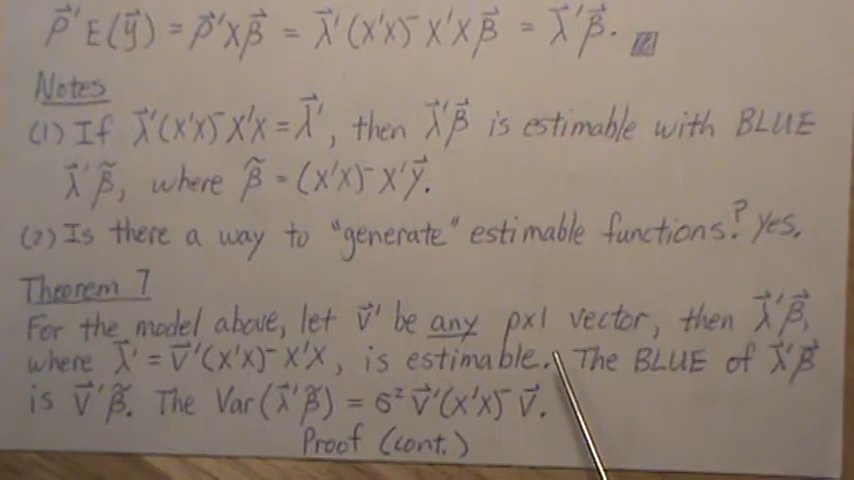 ρ⃗'E(y⃗) = ρ⃗'Xβ⃗ = λ⃗'(X'X)⁻X'Xβ⃗ = λ⃗'β⃗.
Notes
(1) If λ⃗'(X'X)⁻X'X = λ⃗', then λ⃗'β⃗ is estimable with BLUE
λ⃗'β̃, where β̃ = (X'X)⁻X'y⃗.
(2) Is there a way to "generate" estimable functions? Yes.
Theorem 7
For the model above, let v⃗' be any px1 vector, then λ⃗'β⃗,
where λ⃗' = v⃗'(X'X)⁻X'X, is estimable. The BLUE of λ⃗'β⃗
is v⃗'β̃. The Var(λ⃗'β̃) = σ² v⃗'(X'X)⁻v⃗.
Proof (cont.)